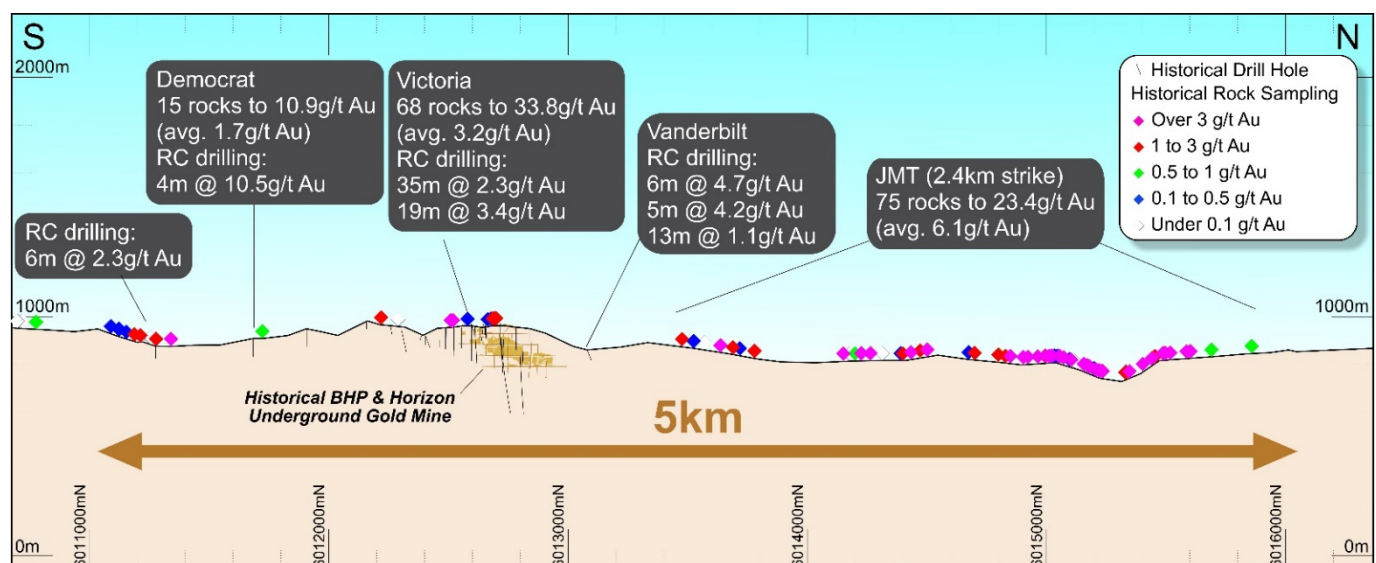 S
N
2000m
Democrat
15 rocks to 10.9g/t Au
(avg. 1.7g/t Au)
RC drilling:
4m @ 10.5g/t Au
Victoria
68 rocks to 33.8g/t Au
(avg. 3.2g/t Au)
RC drilling:
35m @ 2.3g/t Au
19m @ 3.4g/t Au
Vanderbilt
RC drilling:
6m @ 4.7g/t Au
5m @ 4.2g/t Au
13m @ 1.1g/t Au
JMT (2.4km strike)
75 rocks to 23.4g/t Au
(avg. 6.1g/t Au)
Historical Drill Hole
Historical Rock Sampling
Over 3 g/t Au
1 to 3 g/t Au
0.5 to 1 g/t Au
0.1 to 0.5 g/t Au
Under 0.1 g/t Au
RC drilling:
6m @ 2.3g/t Au
1000m
1000m
Historical BHP & Horizon
Underground Gold Mine
5km
6011000mN
6012000mN
6013000mN
6014000mN
6015000mN
6016000mN
0m
0m